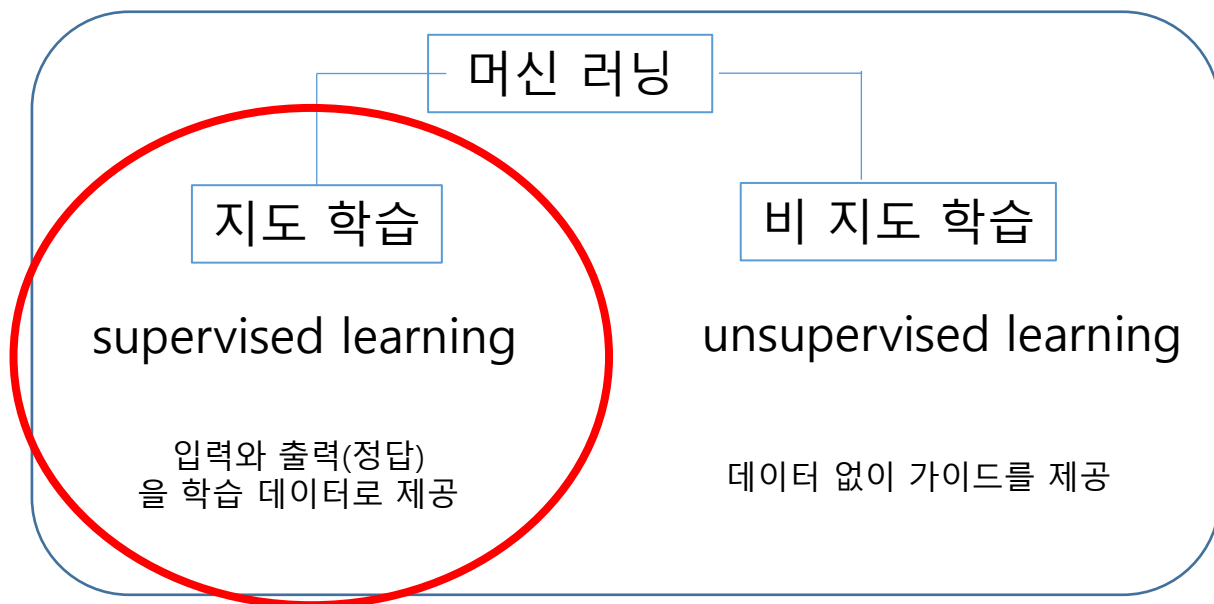 머신 러닝
지도 학습
supervised learning
입력와 출력(정답)
을 학습 데이터로 제공
비 지도 학습
unsupervised learning
데이터 없이 가이드를 제공